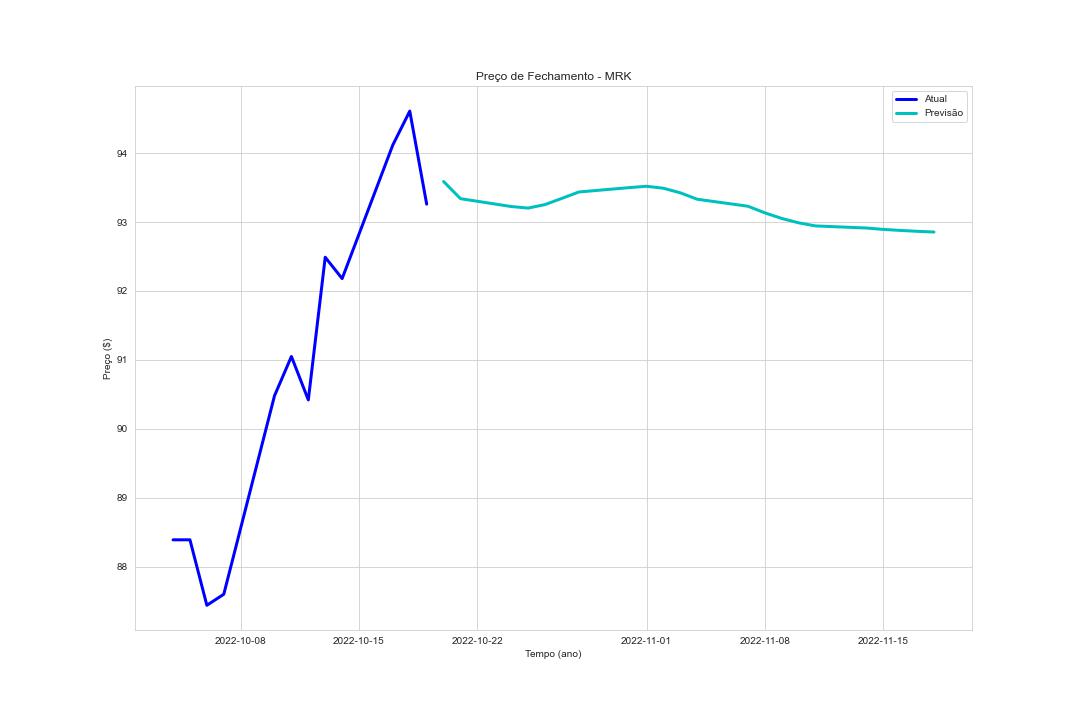 Preço de Fechamento - MRK
Atual
Previsão
94
93
92
91
90
89
88
Preço ($)
2022-10-08
2022-10-15
2022-10-22
2022-11-01
2022-11-08
2022-11-15
Tempo (ano)